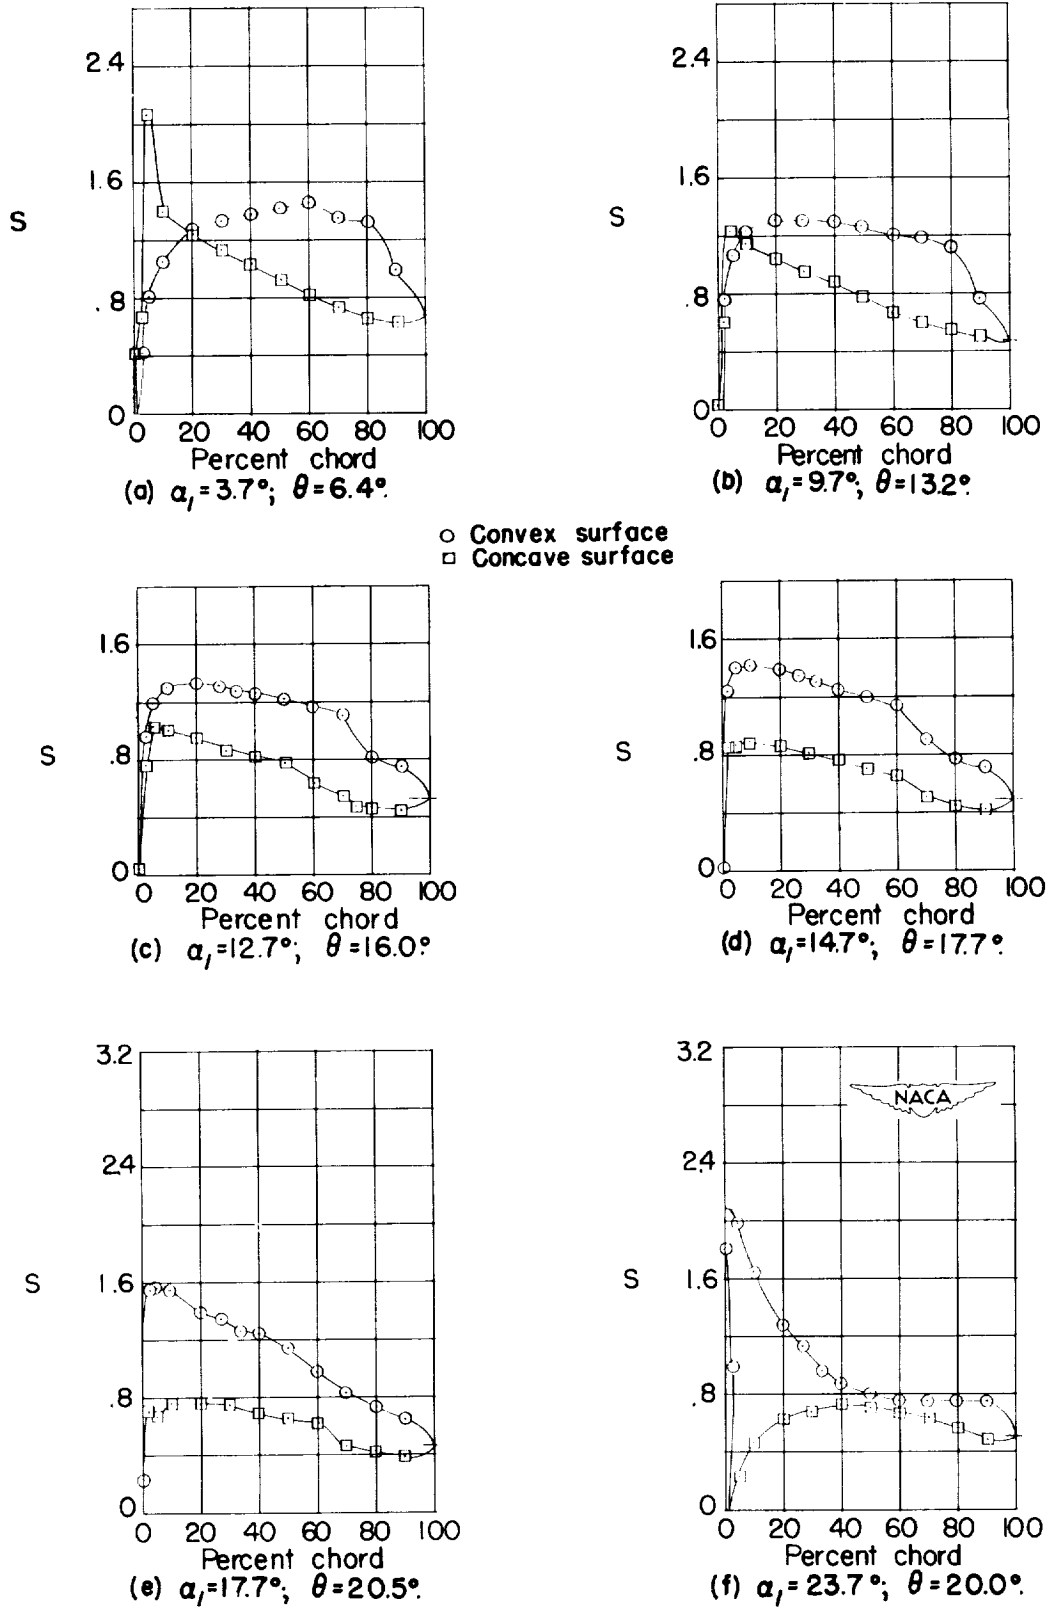 2.4
1.6
S
.8
0
0 20 40 60 80 100
Percent chord
(a) α₁=3.7°; θ=6.4°.
2.4
1.6
S
.8
0
0 20 40 60 80 100
Percent chord
(b) α₁=9.7°; θ=13.2°.
Convex surface
Concave surface
1.6
S
.8
0
0 20 40 60 80 100
Percent chord
(c) α₁=12.7°; θ=16.0°.
1.6
S
.8
0
0 20 40 60 80 100
Percent chord
(d) α₁=14.7°; θ=17.7°.
3.2
2.4
S
1.6
.8
0
0 20 40 60 80 100
Percent chord
(e) α₁=17.7°; θ=20.5°.
3.2
NACA
2.4
S
1.6
.8
0
0 20 40 60 80 100
Percent chord
(f) α₁=23.7°; θ=20.0°.